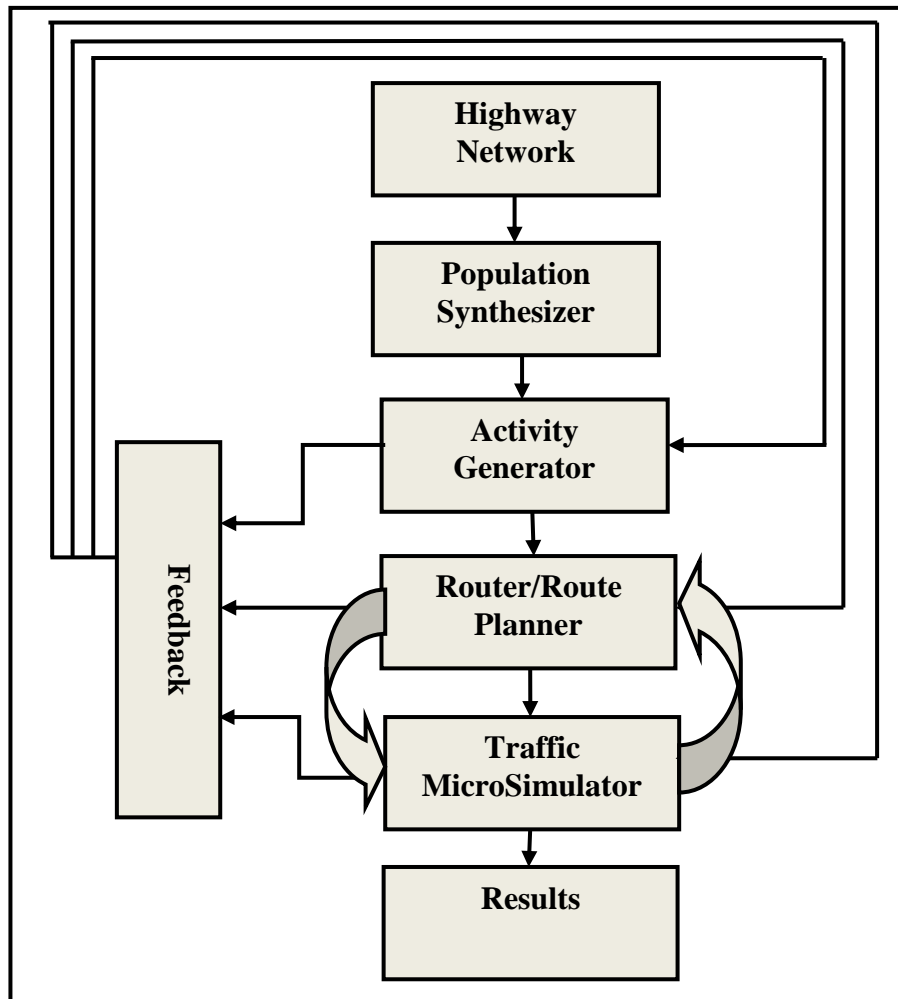 Highway
Network
Population
Synthesizer
Activity
Generator
Feedback
Router/Route
Planner
Traffic
MicroSimulator
Results